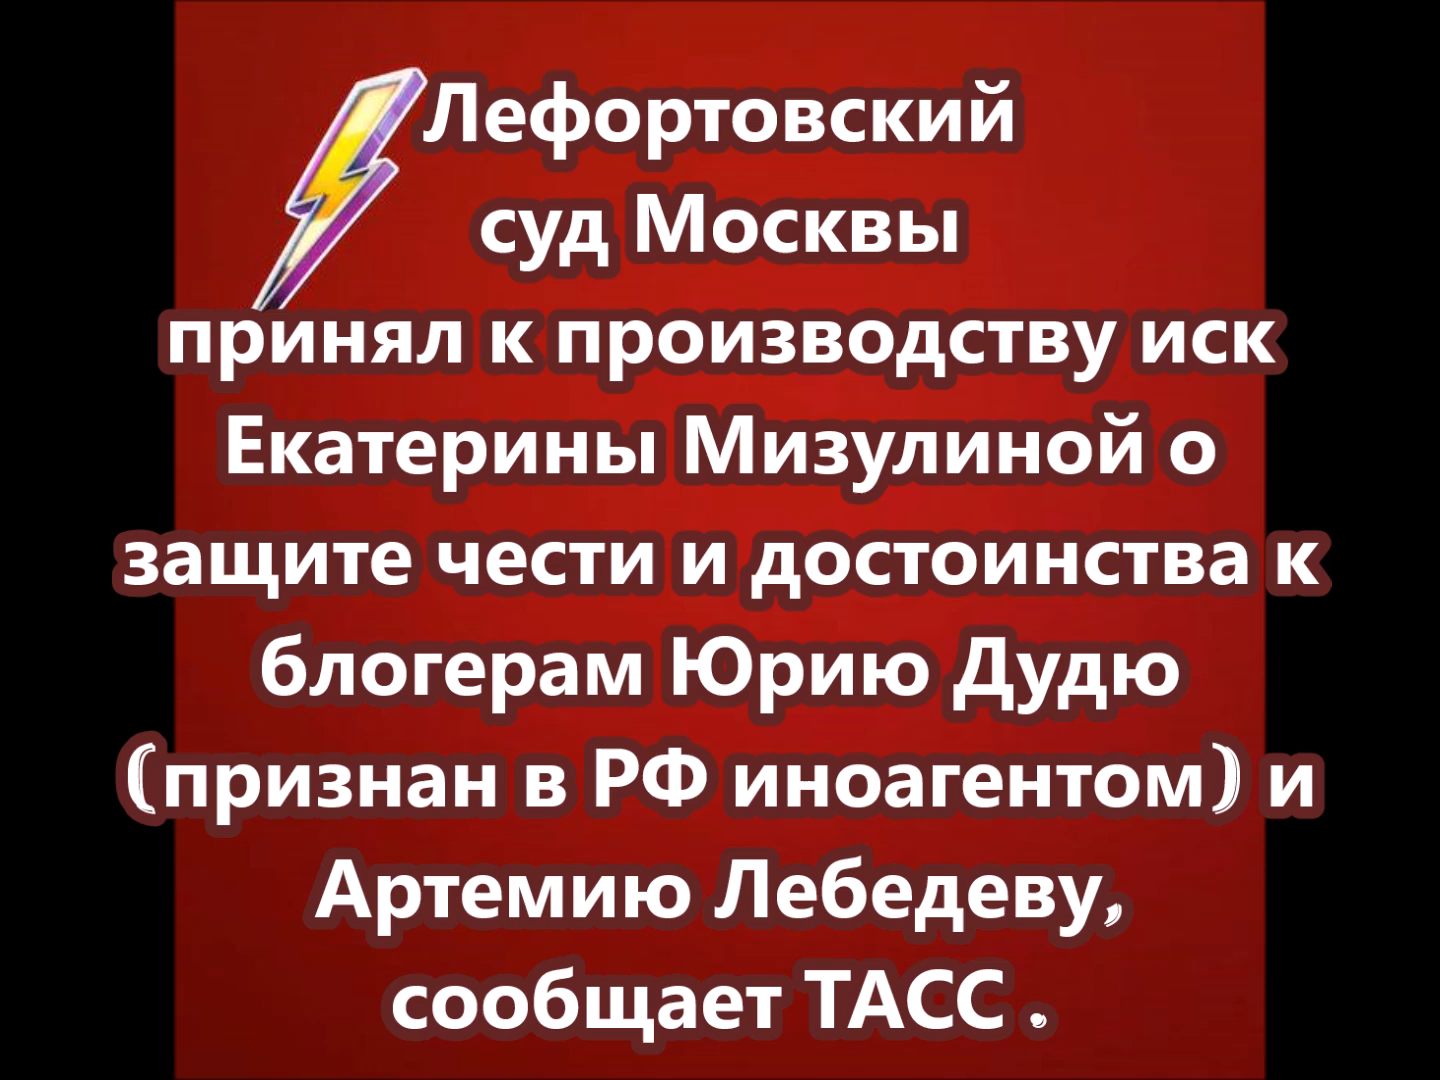 Лефортовский
суд Москвы
принял к производству иск
Екатерины Мизулиной о
защите чести и достоинства к
блогерам Юрию Дудю
(признан в РФ иноагентом) и
Артемию Лебедеву,
сообщает ТАСС .